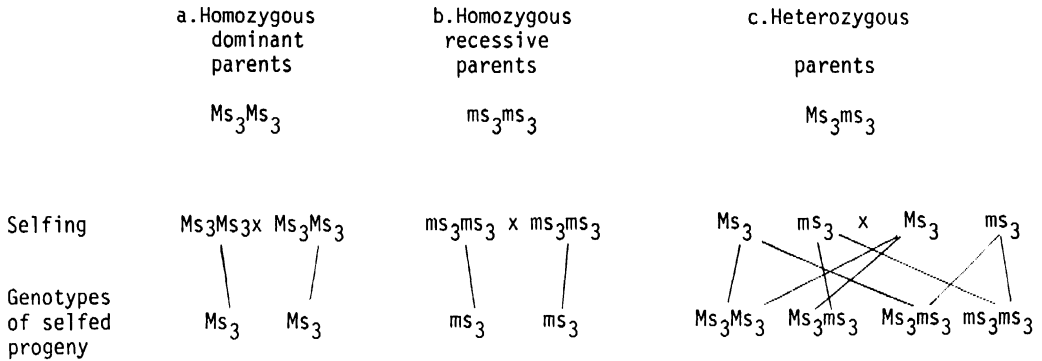 a.Homozygous dominant parents
Ms3Ms3
b.Homozygous recessive parents
ms3ms3
c.Heterozygous parents
Ms3ms3
Selfing
Ms3Ms3x Ms3Ms3
ms3ms3 x ms3ms3
Ms3 ms3 x Ms3 ms3
Genotypes of selfed progeny
Ms3 Ms3
ms3 ms3
Ms3Ms3 Ms3ms3 Ms3ms3 ms3ms3